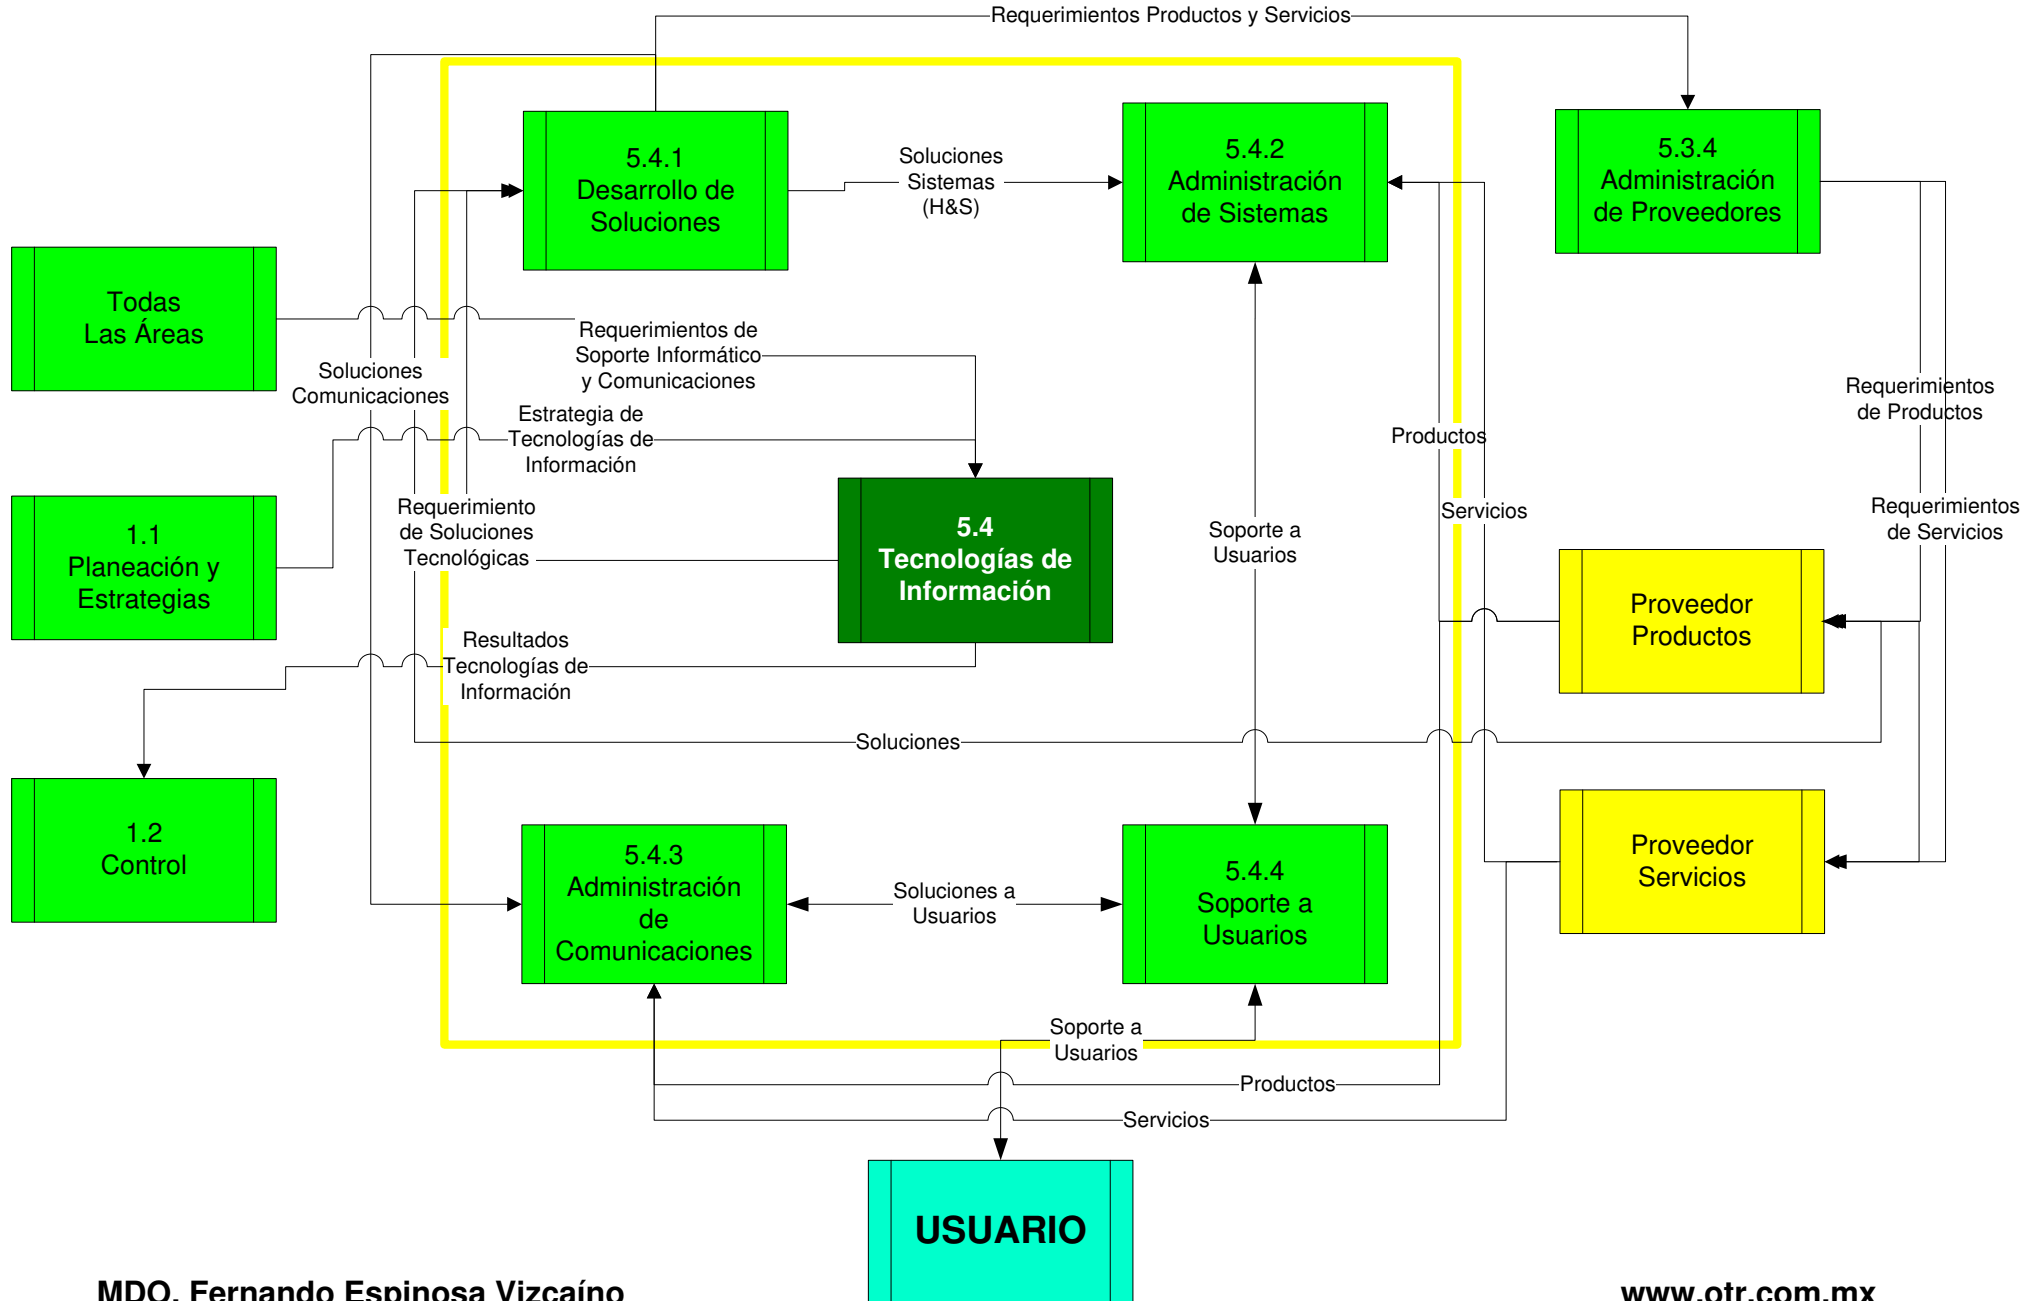 Requerimientos Productos y Servicios
5.4.1
Desarrollo de
Soluciones
Soluciones
Sistemas
(H&S)
5.4.2
Administración
de Sistemas
5.3.4
Administración
de Proveedores
Todas
Las Áreas
Requerimientos de
Soporte Informático
y Comunicaciones
Soluciones
Comunicaciones
Estrategia de
Tecnologías de
Información
Requerimientos
de Productos
Productos
1.1
Planeación y
Estrategias
Requerimiento
de Soluciones
Tecnológicas
5.4
Tecnologías de
Información
Soporte a
Usuarios
Servicios
Requerimientos
de Servicios
Proveedor
Productos
Resultados
Tecnologías de
Información
Soluciones
1.2
Control
5.4.3
Administración
de
Comunicaciones
Soluciones a
Usuarios
5.4.4
Soporte a
Usuarios
Proveedor
Servicios
Soporte a
Usuarios
Productos
Servicios
USUARIO
MDO. Fernando Espinosa Vizcaíno
www.otr.com.mx